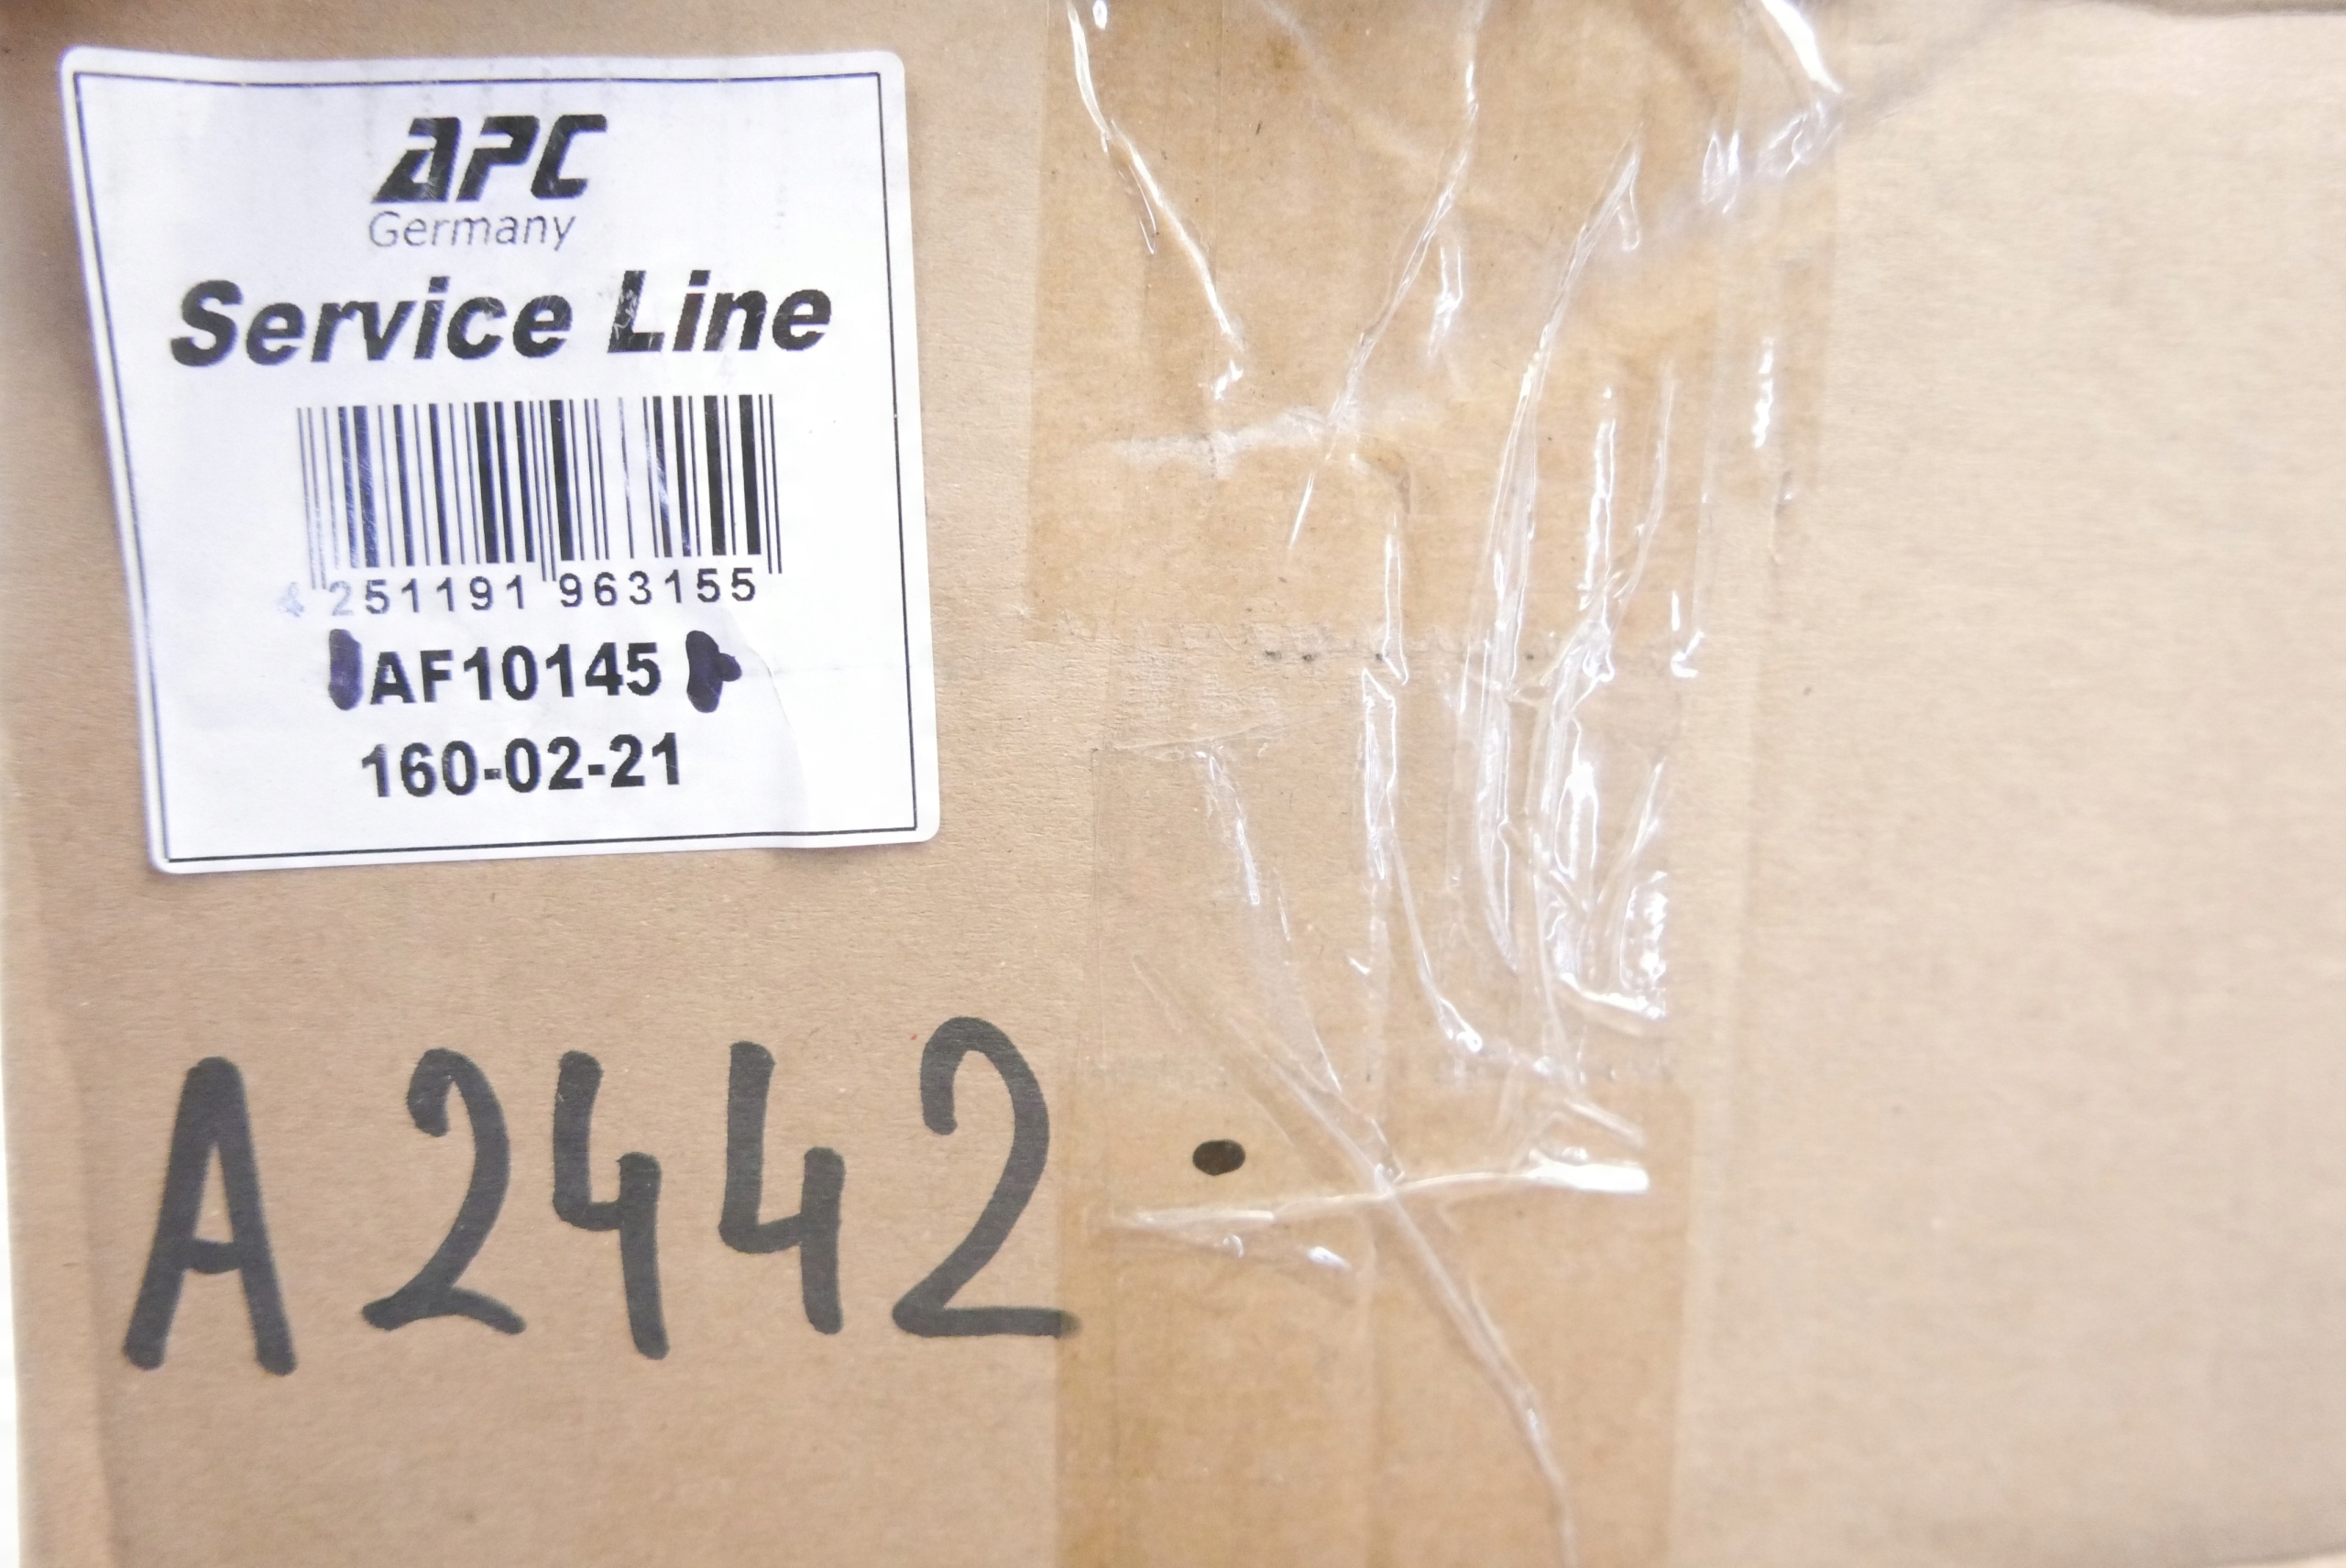 APC
Germany
Service Line
4 251191 963155
AF10145
160-02-21
A2442